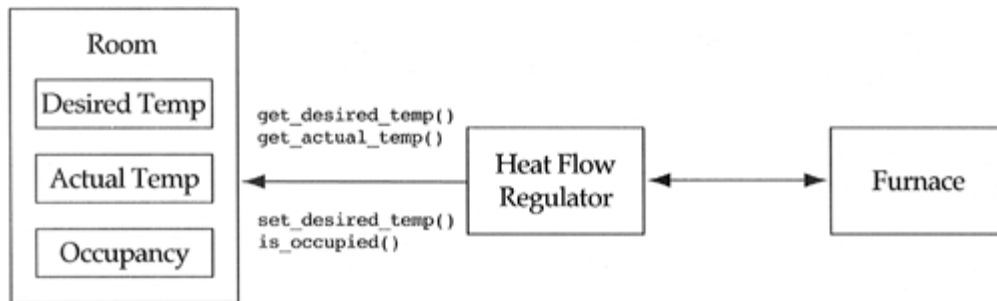 Room
Desired Temp
Actual Temp
Occupancy
get_desired_temp()
get_actual_temp()
set_desired_temp()
is_occupied()
Heat Flow
Regulator
Furnace